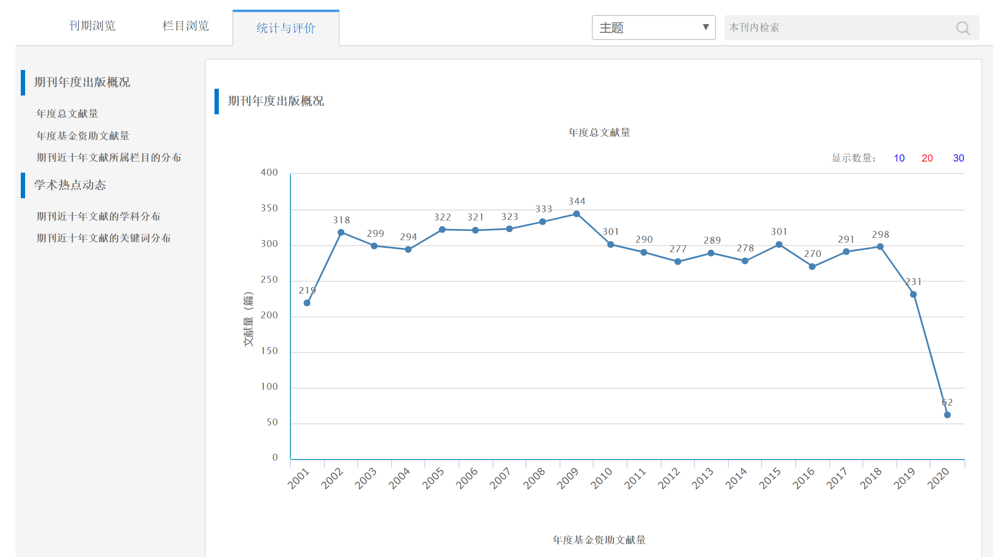 刊期浏览 栏目浏览 统计与评价 主题 ▼ 本刊内检索
期刊年度出版概况
年度总文献量
年度基金资助文献量
期刊近十年文献所属栏目的分布
学术热点动态
期刊近十年文献的学科分布
期刊近十年文献的关键词分布
期刊年度出版概况
年度总文献量
显示数量： 10 20 30
文献量（篇）
400
350
300
250
200
150
100
50
0
219 318 299 294 322 321 323 333 344 301 290 277 289 278 301 270 291 298 231 62
2001 2002 2003 2004 2005 2006 2007 2008 2009 2010 2011 2012 2013 2014 2015 2016 2017 2018 2019 2020
年度基金资助文献量